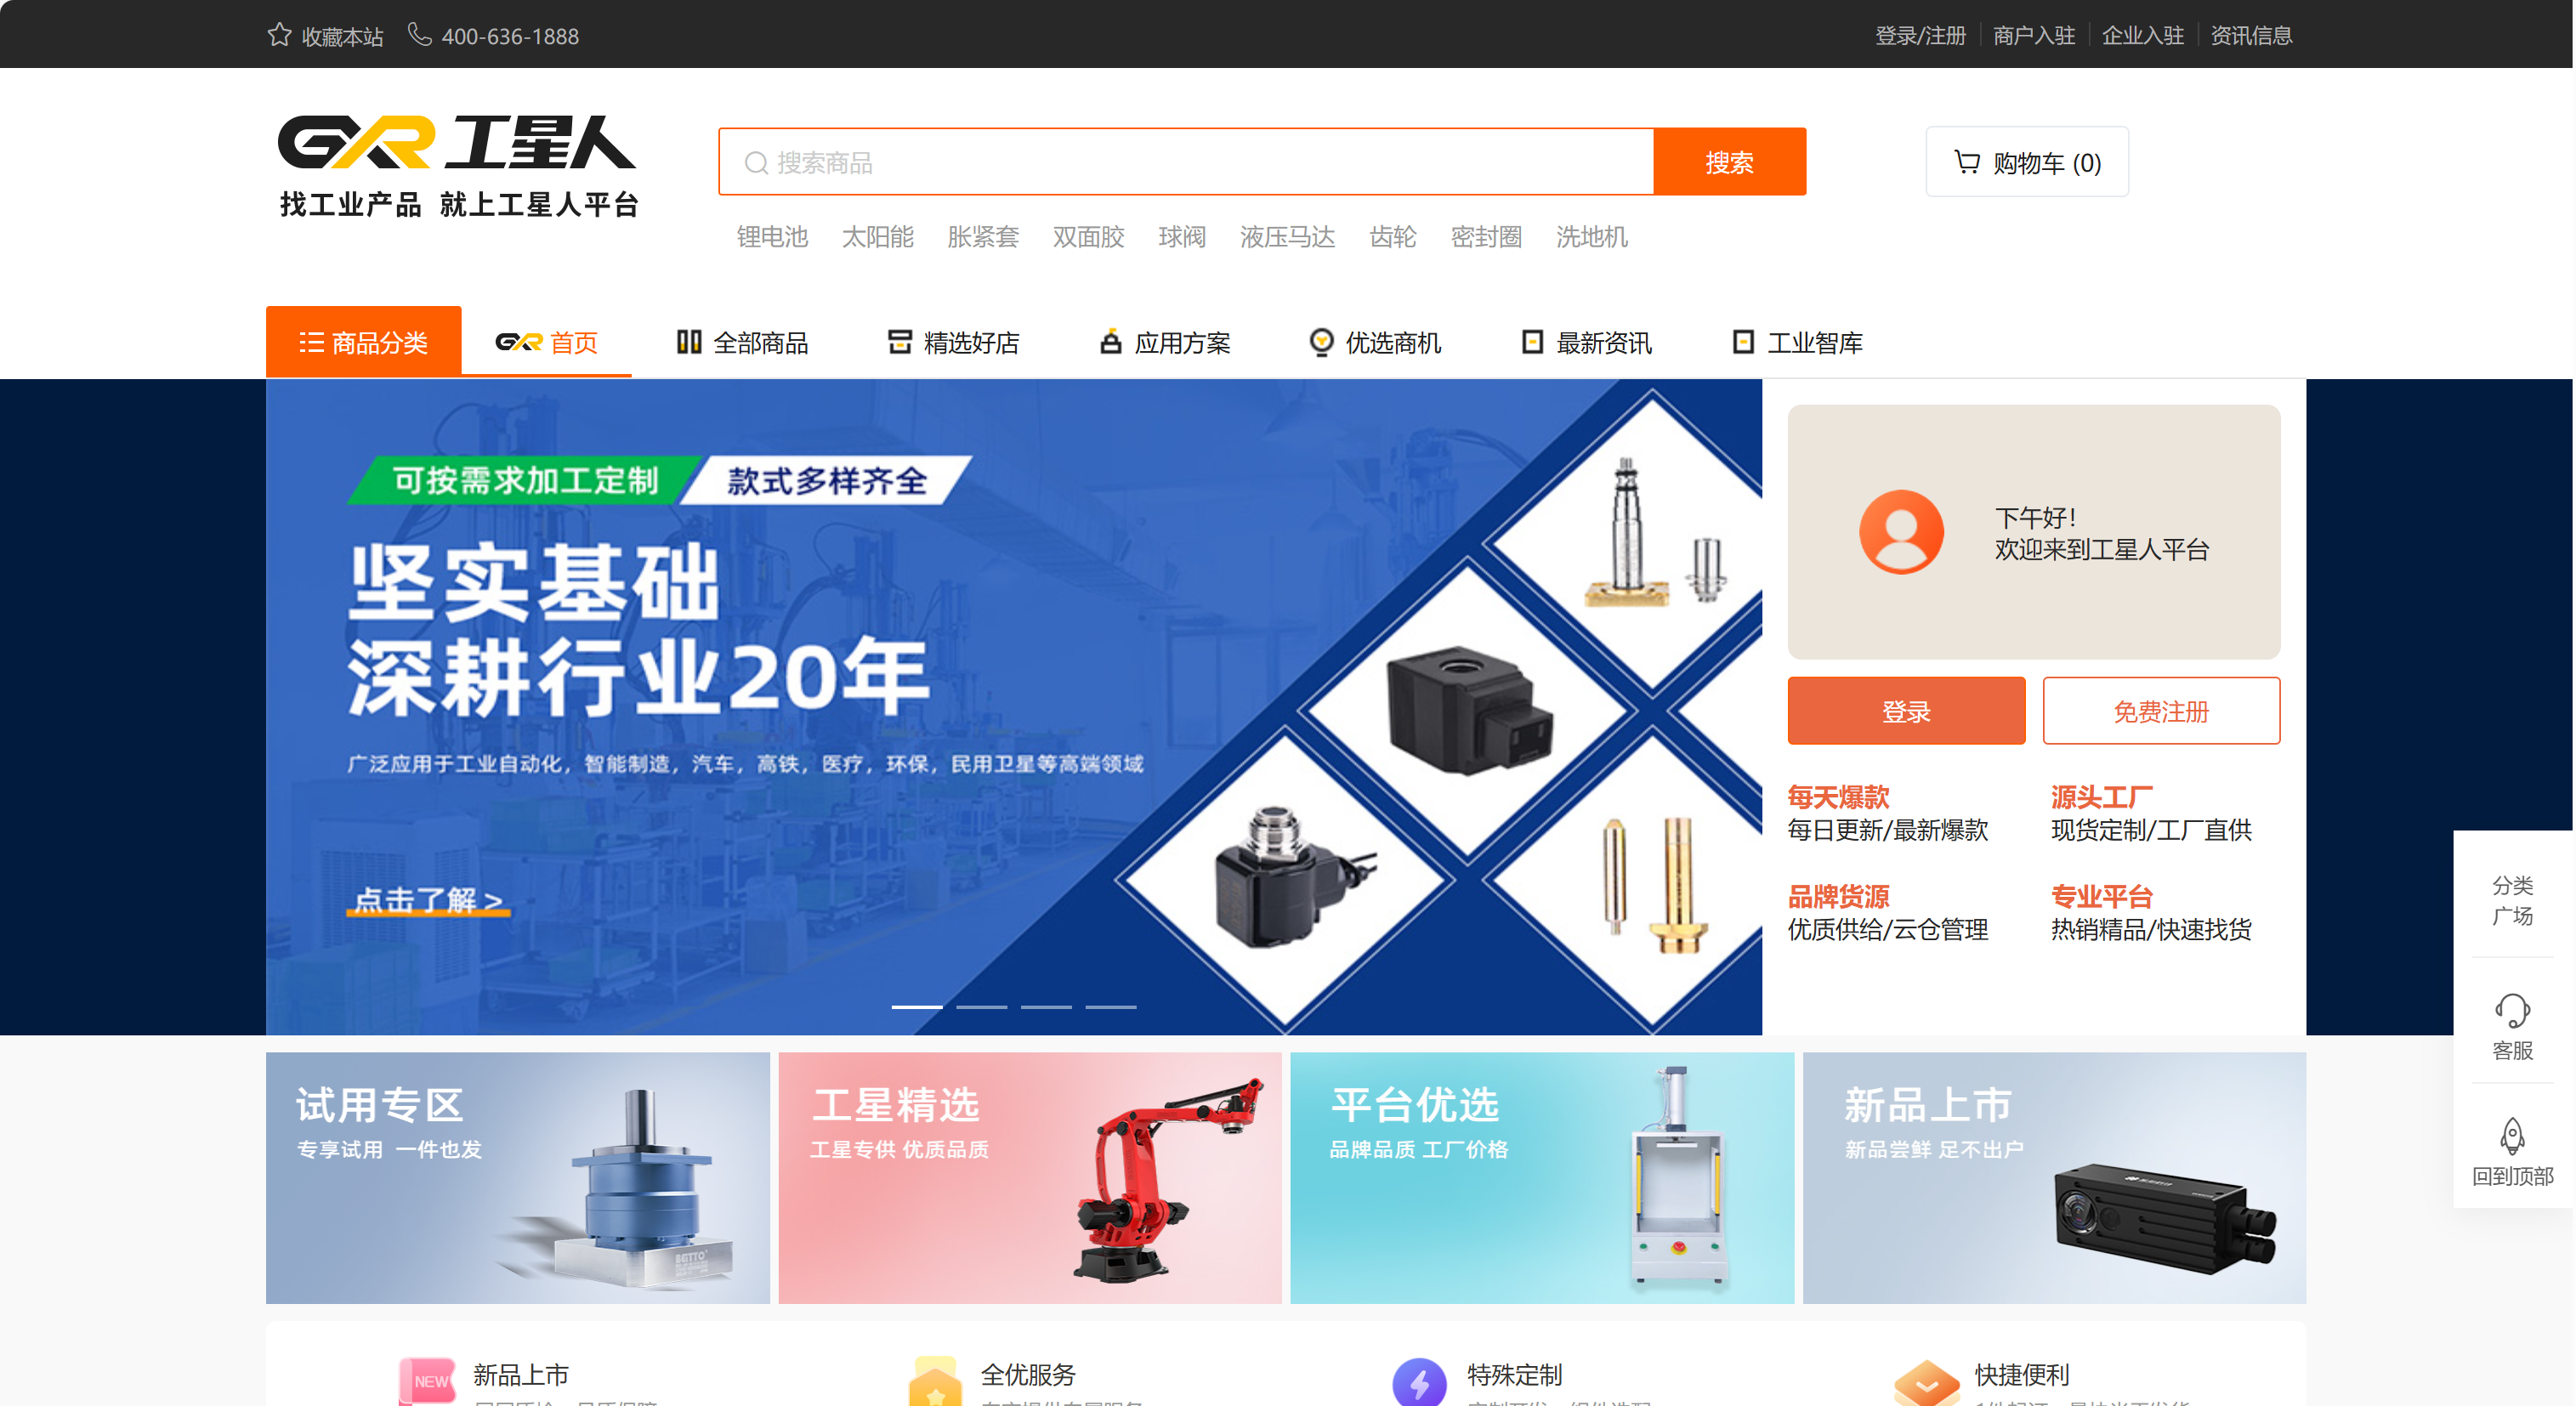 收藏本站 400-636-1888
登录/注册 商户入驻 企业入驻 资讯信息
GXR 工星人
找工业产品 就上工星人平台
搜索商品
搜索
购物车 (0)
锂电池 太阳能 胀紧套 双面胶 球阀 液压马达 齿轮 密封圈 洗地机
商品分类 GXR 首页 全部商品 精选好店 应用方案 优选商机 最新资讯 工业智库
可按需求加工定制 款式多样齐全
坚实基础
深耕行业20年
广泛应用于工业自动化，智能制造，汽车，高铁，医疗，环保，民用卫星等高端领域
点击了解 >
下午好！
欢迎来到工星人平台
登录
免费注册
每天爆款
每日更新/最新爆款
源头工厂
现货定制/工厂直供
品牌货源
优质供给/云仓管理
专业平台
热销精品/快速找货
分类
广场
客服
回到顶部
试用专区
专享试用 一件也发
BEITTO
工星精选
工星专供 优质品质
平台优选
品牌品质 工厂价格
新品上市
新品尝鲜 足不出户
NEW
新品上市
全优服务
特殊定制
快捷便利